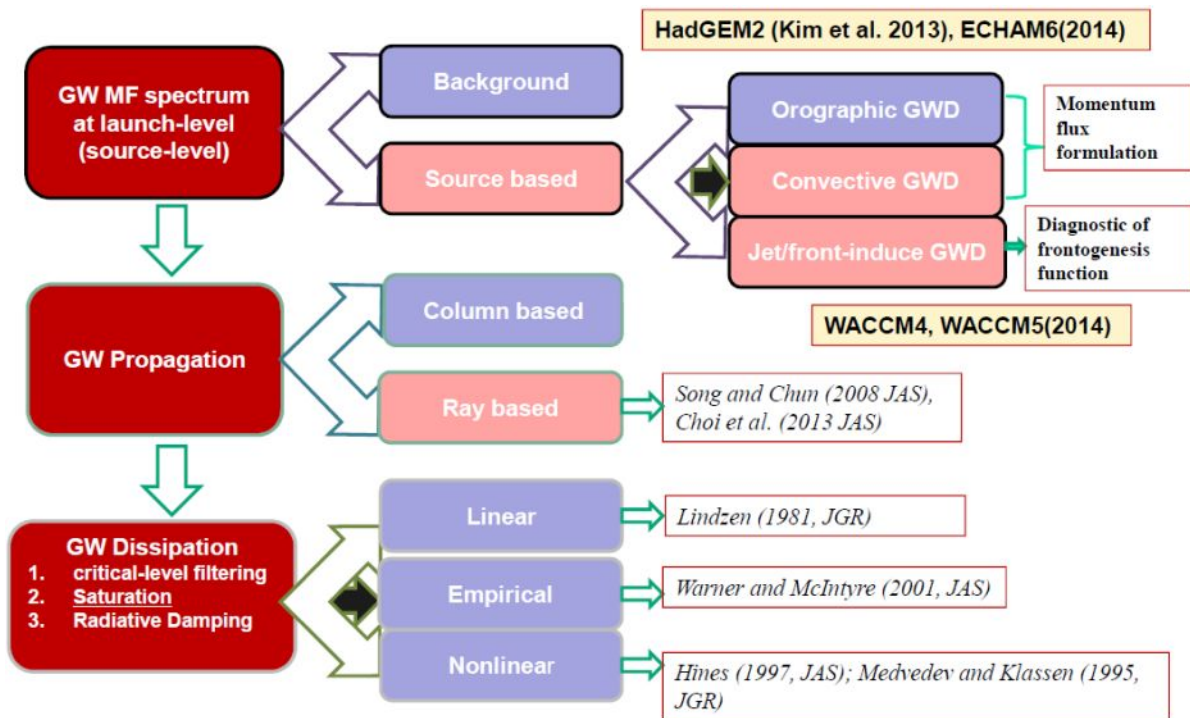 HadGEM2 (Kim et al. 2013), ECHAM6(2014)
GW MF spectrum
at launch-level
(source-level)
Background
Source based
Orographic GWD
Convective GWD
Jet/front-induce GWD
Momentum
flux
formulation
Diagnostic of
frontogenesis
function
WACCM4, WACCM5(2014)
GW Propagation
Column based
Ray based
Song and Chun (2008 JAS),
Choi et al. (2013 JAS)
GW Dissipation
1. critical-level filtering
2. Saturation
3. Radiative Damping
Linear
Lindzen (1981, JGR)
Empirical
Warner and McIntyre (2001, JAS)
Nonlinear
Hines (1997, JAS); Medvedev and Klassen (1995,
JGR)